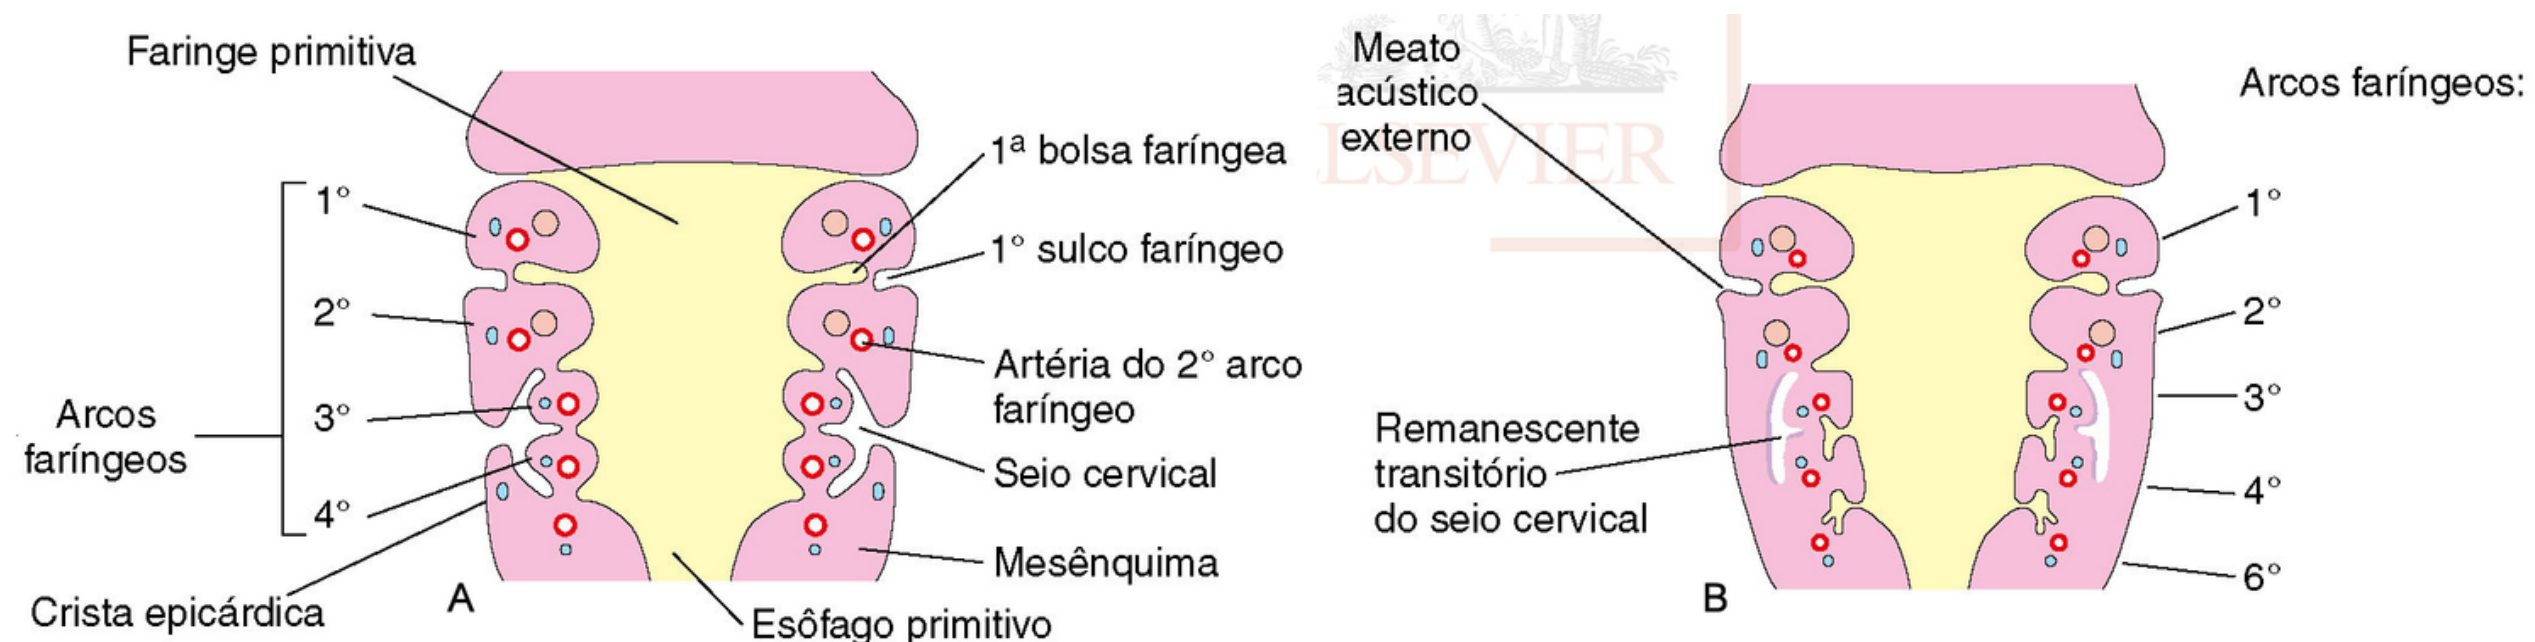 Faringe primitiva
1ª bolsa faríngea
1° sulco faríngeo
Artéria do 2° arco
faríngeo
Seio cervical
Mesênquima
Esôfago primitivo
1°
2°
3°
4°
Arcos
faríngeos
Crista epicárdica
A
Meato
acústico
externo
LSEVIER
Arcos faríngeos:
1°
2°
3°
4°
6°
Remanescente
transitório
do seio cervical
B